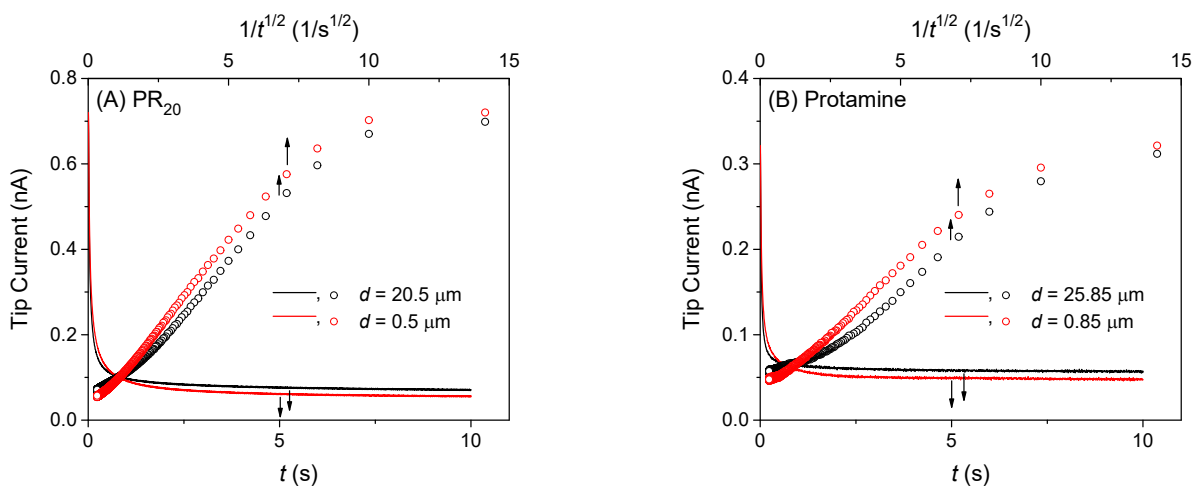 1/t^{1/2} (1/s^{1/2})
0 5 10 15
0.8
0.6
0.4
0.2
0.0
Tip Current (nA)
(A) PR_{20}
, d = 20.5 μm
, d = 0.5 μm
0 5 10
t (s)
1/t^{1/2} (1/s^{1/2})
0 5 10 15
0.4
0.3
0.2
0.1
0.0
Tip Current (nA)
(B) Protamine
, d = 25.85 μm
, d = 0.85 μm
0 5 10
t (s)